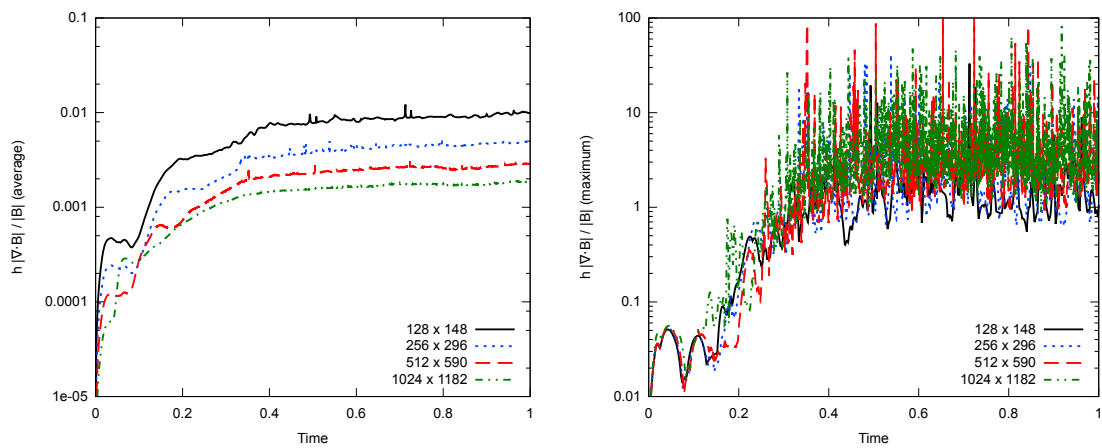 h |∇·B| / |B| (average)
0.1
0.01
0.001
0.0001
1e-05
0
0.2
0.4
0.6
0.8
1
Time
128 x 148
256 x 296
512 x 590
1024 x 1182
h |∇·B| / |B| (maximum)
100
10
1
0.1
0.01
0
0.2
0.4
0.6
0.8
1
Time
128 x 148
256 x 296
512 x 590
1024 x 1182